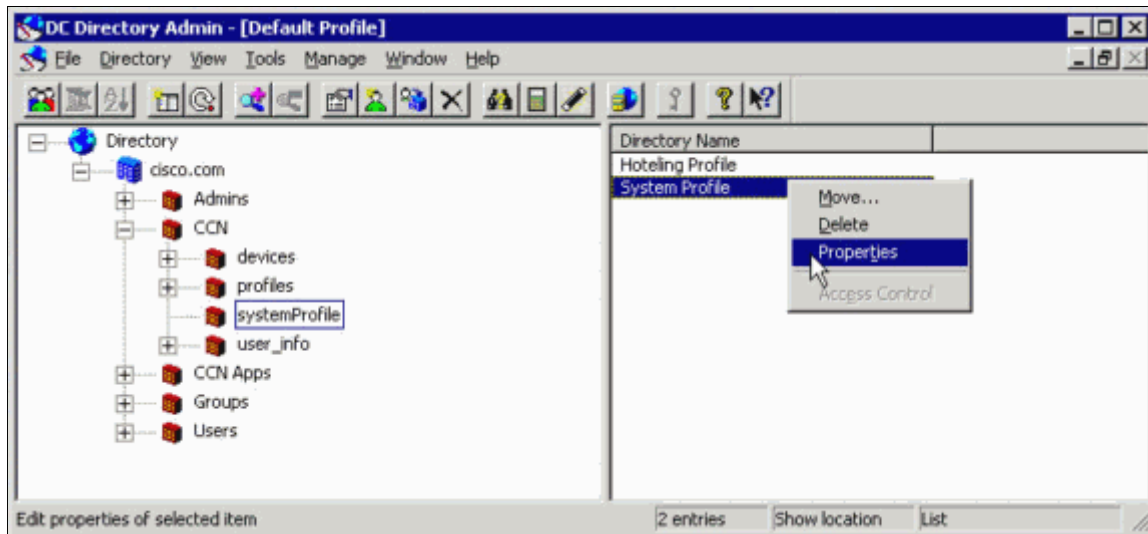 DC Directory Admin - [Default Profile]
File Directory View Tools Manage Window Help
Directory
cisco.com
Admins
CCN
devices
profiles
systemProfile
user_info
CCN Apps
Groups
Users
Directory Name
Hoteling Profile
System Profile
Move...
Delete
Properties
Access Control
Edit properties of selected item
2 entries
Show location
List